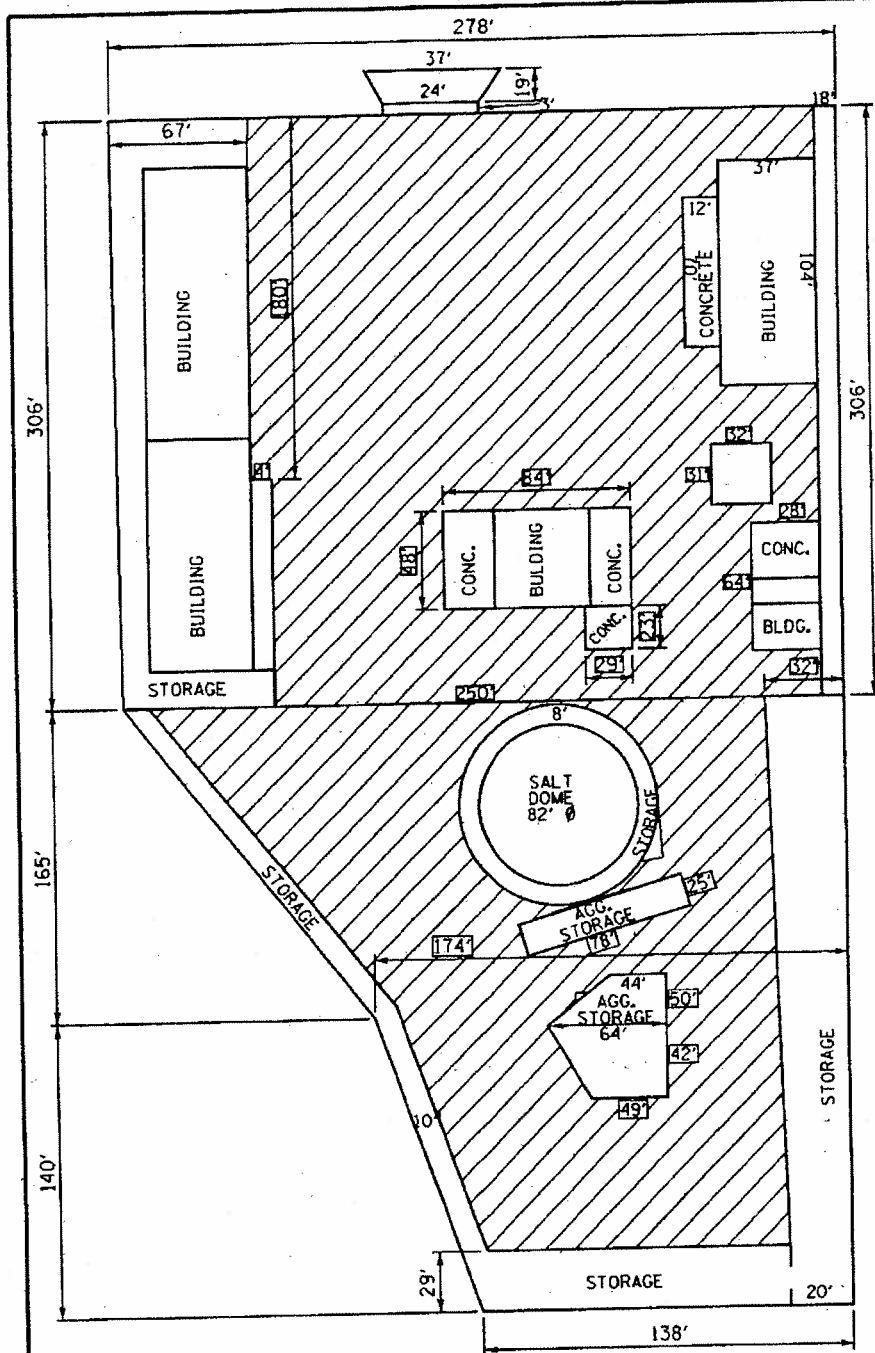 278'
37'
24'
19'
3'
18'
67'
37'
12'
CONCRETE
104'
BUILDING
BUILDING
180'
306'
306'
32'
31'
84'
28'
CONC.
BULDING
CONC.
48'
CONC.
64'
BUILDING
BLDG.
CONC.
23'
29'
32'
STORAGE
250'
8'
SALT
DOME
82' Ø
STORAGE
165'
STORAGE
25'
AGG.
STORAGE
78'
174'
44'
AGG.
STORAGE
64'
50'
42'
49'
STORAGE
10'
140'
29'
STORAGE
20'
138'